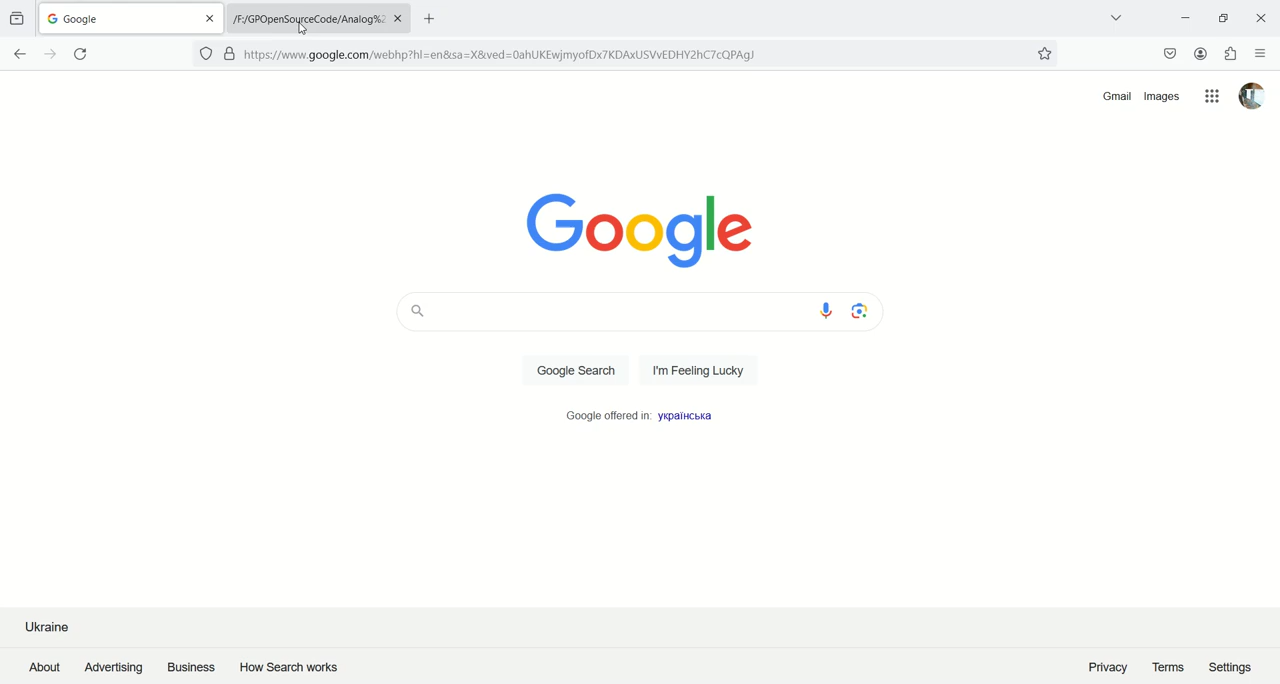 Google
/F:/GPOpenSourceCode/Analog%2
https://www.google.com/webhp?hl=en&sa=X&ved=0ahUKEwjmyofDx7KDAxUSVvEDHY2hC7cQPAgJ
Gmail Images
Google
Google Search I'm Feeling Lucky
Google offered in: українська
Ukraine
About Advertising Business How Search works Privacy Terms Settings